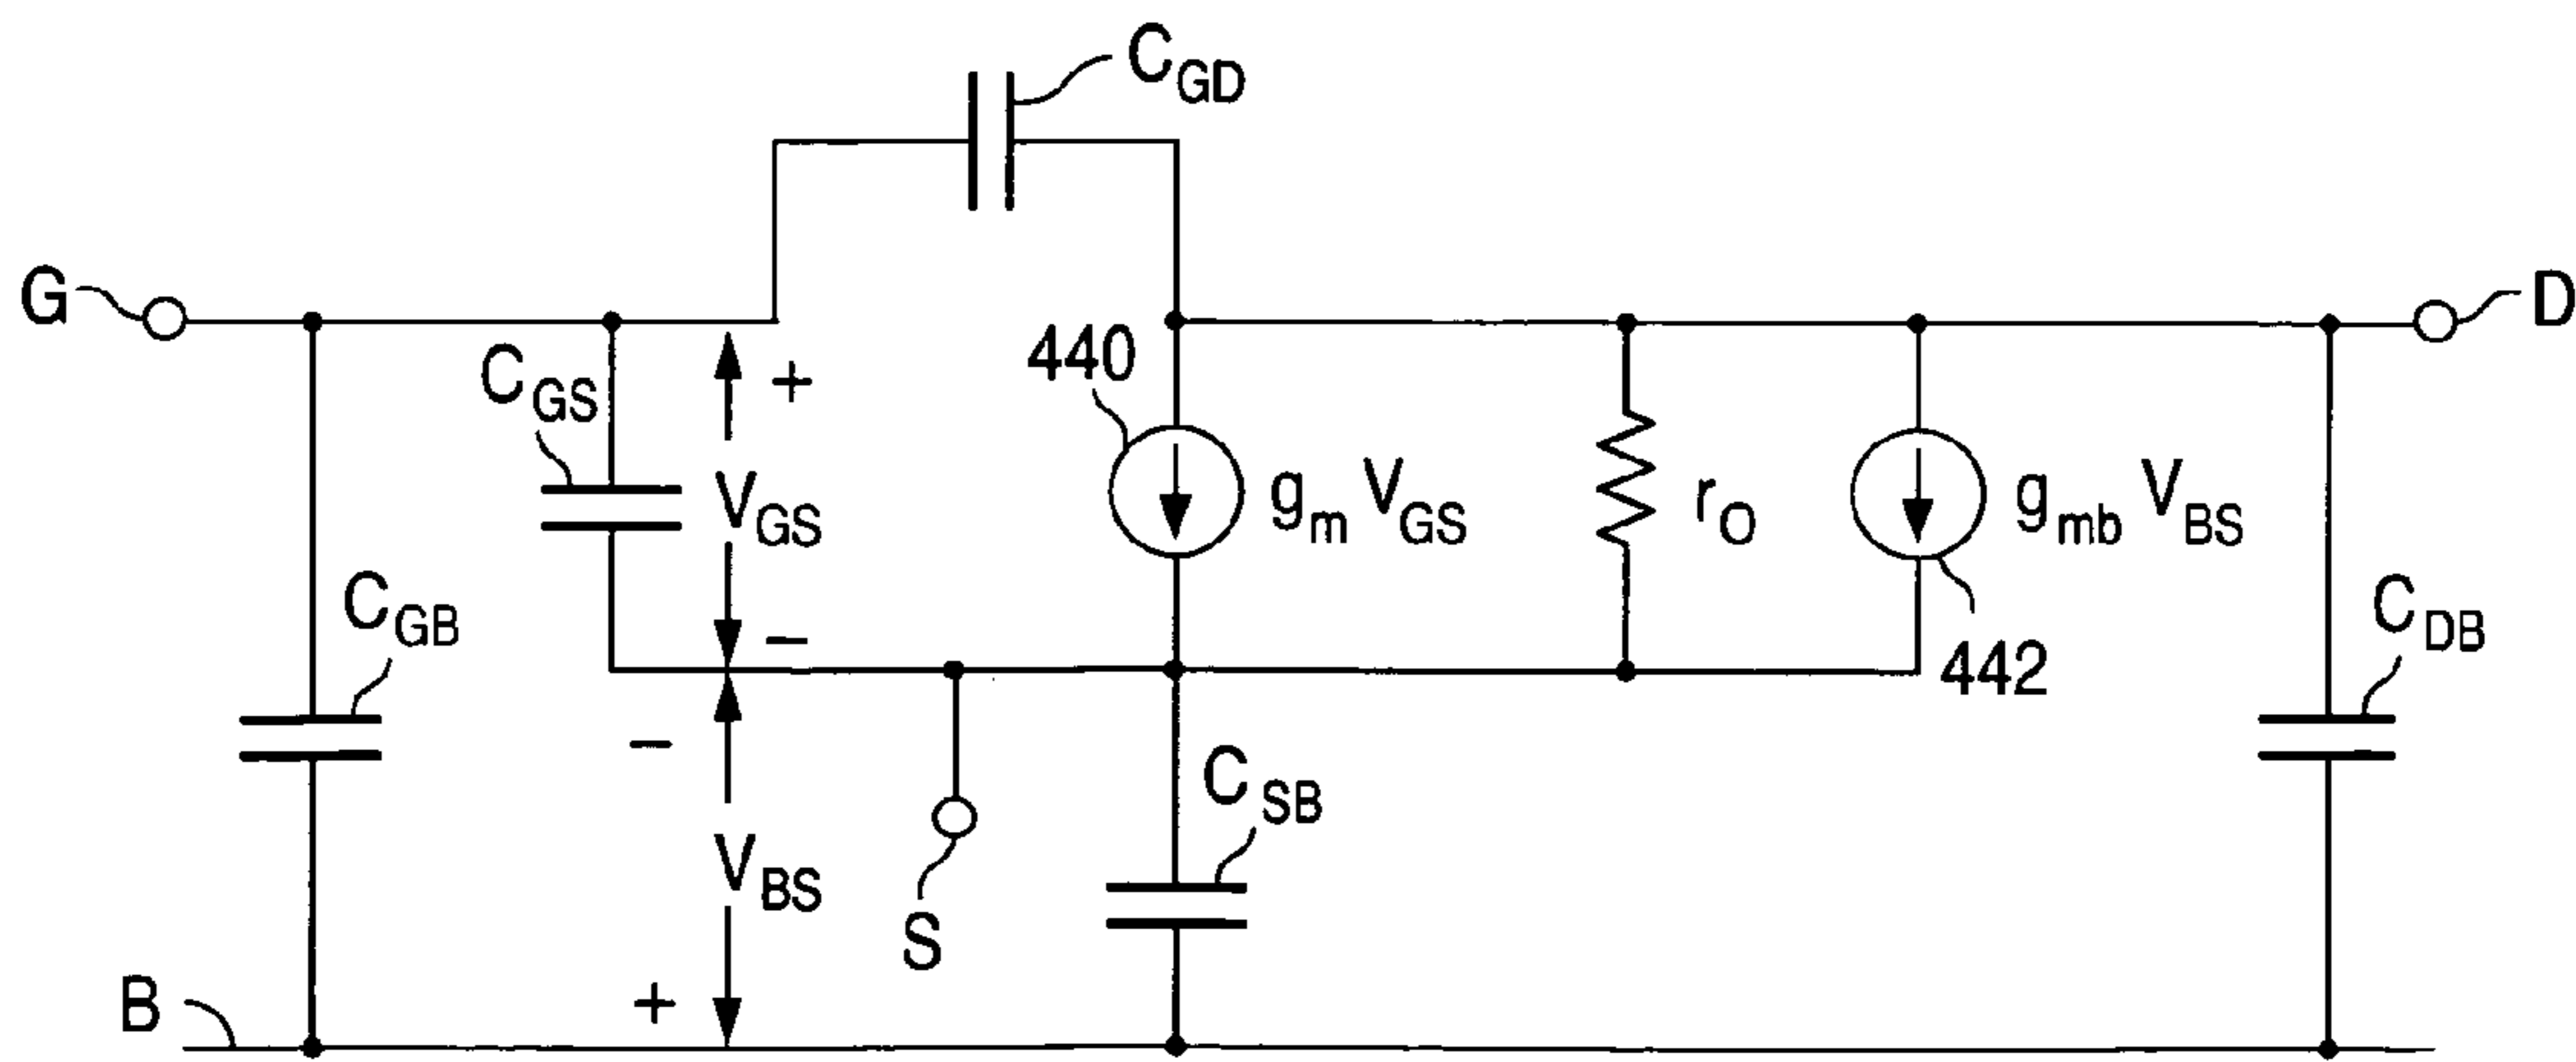 C_GD
G
D
440
C_GS
+
V_GS
g_m V_GS
r_O
g_mb V_BS
C_GB
−
442
C_DB
−
C_SB
V_BS
S
B
+